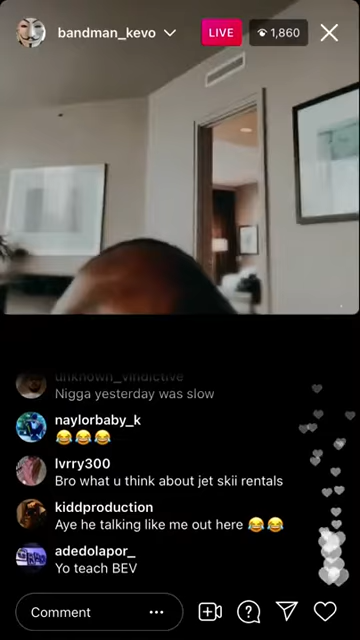 bandman_kevo
LIVE
1,860
unknown_vindictive
Nigga yesterday was slow
naylorbaby_k
😂😂😂
lvrry300
Bro what u think about jet skii rentals
kiddproduction
Aye he talking like me out here 😂😂
adedolapor_
Yo teach BEV
Comment